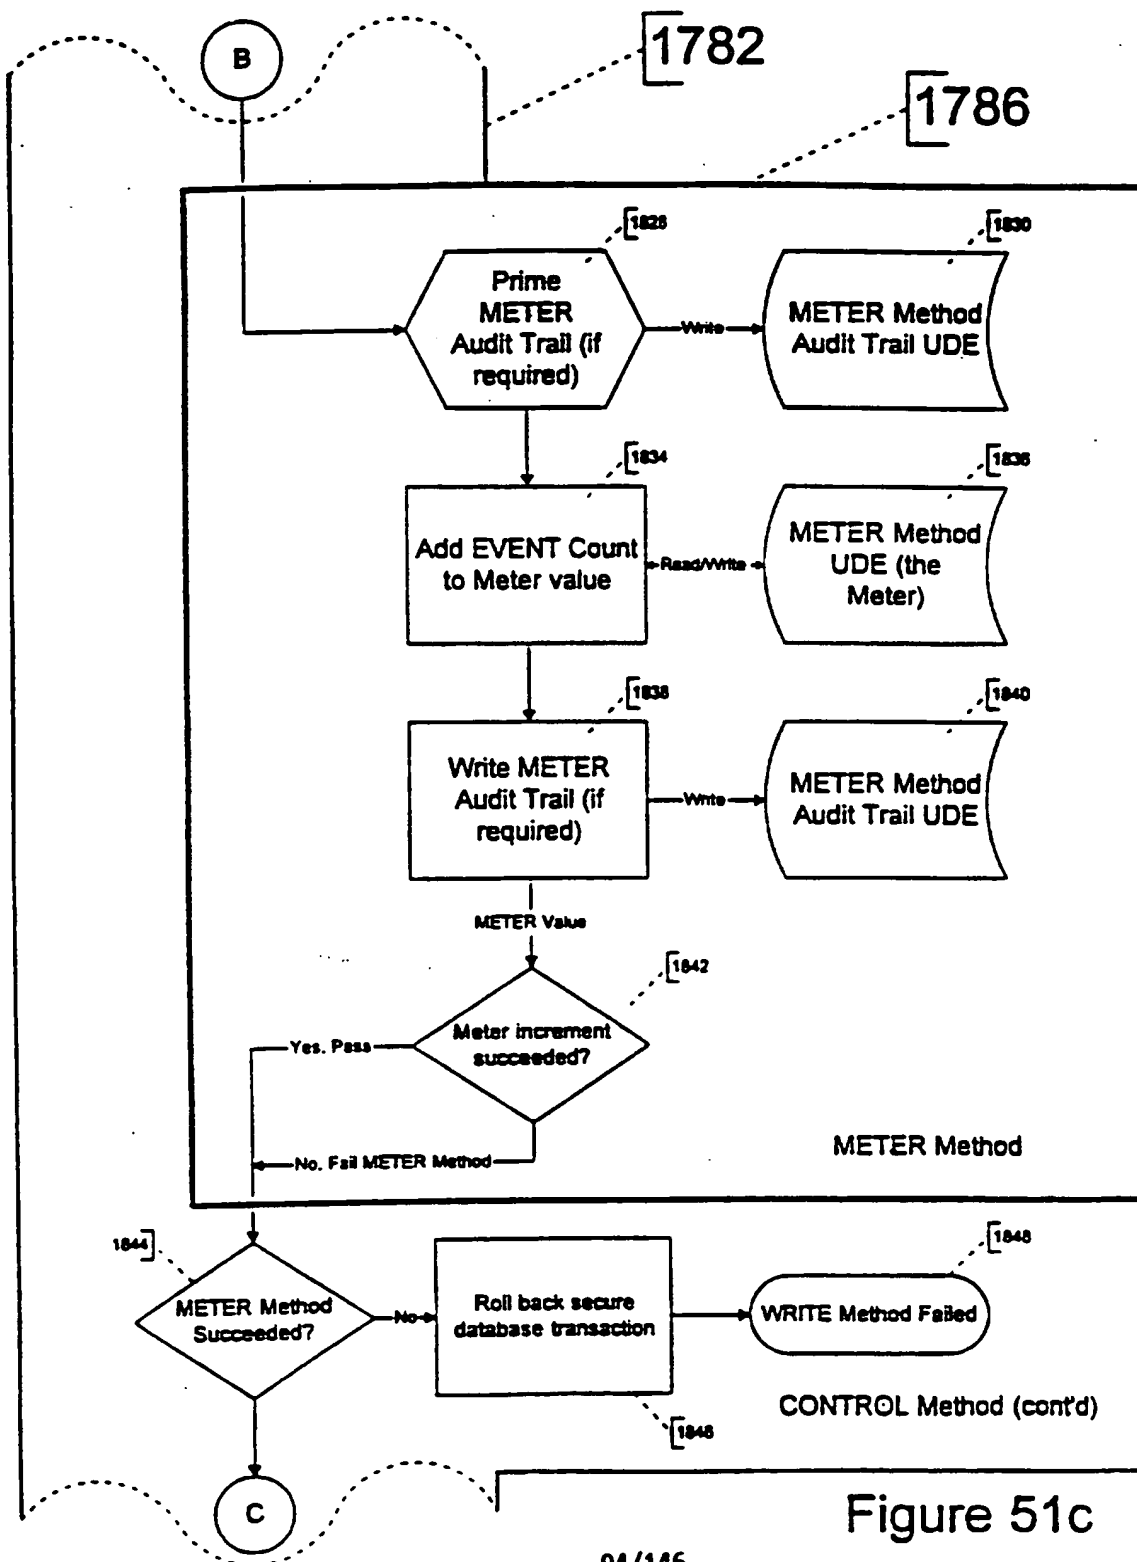 B
1782
1786
1828
1830
Prime
METER
Audit Trail (if
required)
Write
METER Method
Audit Trail UDE
1834
1836
Add EVENT Count
to Meter value
Read/Write
METER Method
UDE (the
Meter)
1838
1840
Write METER
Audit Trail (if
required)
Write
METER Method
Audit Trail UDE
METER Value
1842
Meter increment
succeeded?
Yes. Pass
No. Fail METER Method
METER Method
1844
1848
METER Method
Succeeded?
No
Roll back secure
database transaction
WRITE Method Failed
1846
CONTROL Method (cont'd)
C
Figure 51c
94/146